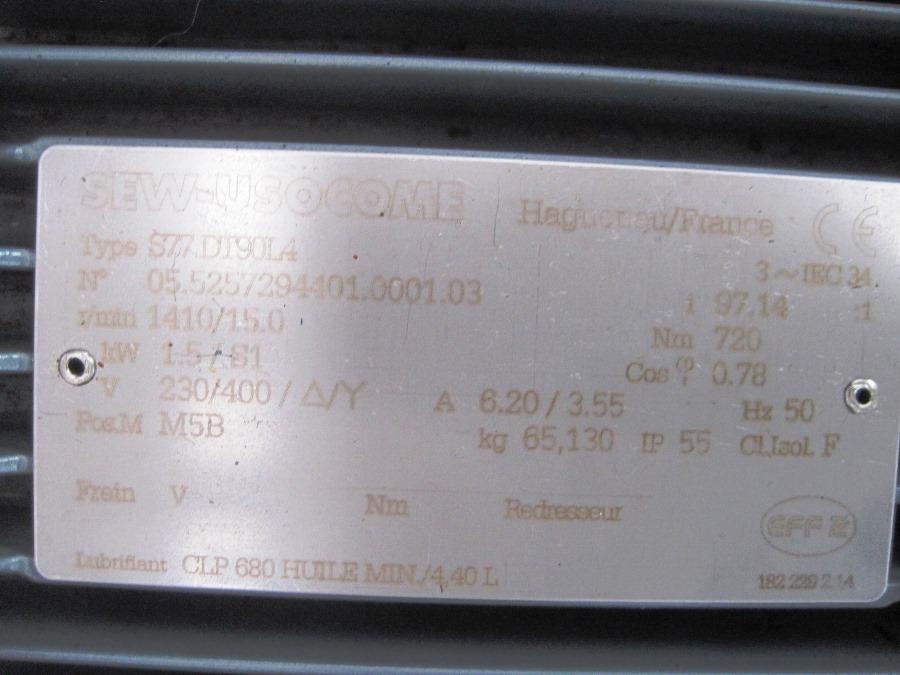 SEW-USOCOME Haguenau/France CE
Type S77 DT90L4 3 ~ IEC 34
N° 05.5257294401.0001.03 i 97,14 :1
r/min 1410/15.0 Nm 720
kW 1.5 / S1 Cos φ 0.78
V 230/400 / Δ/Y A 6.20 / 3.55 Hz 50
Pos.M M5B kg 65,130 IP 55 Cl.Isol. F
Frein V Nm Redresseur
EFF 2
Lubrifiant CLP 680 HUILE MIN./4,40 L 182 229 2.14